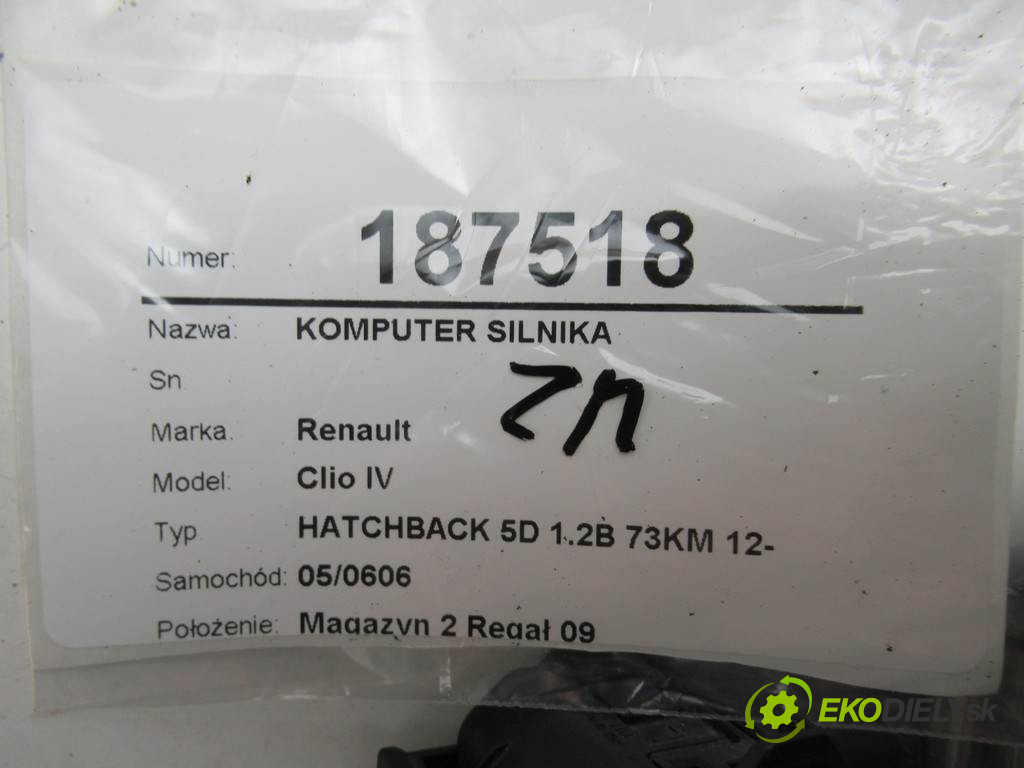 Numer: 187518
Nazwa: KOMPUTER SILNIKA
Sn
Marka: Renault
Model: Clio IV
Typ HATCHBACK 5D 1.2B 73KM 12-
Samochód: 05/0606
Położenie: Magazyn 2 Regał 09
EKODIELY.sk